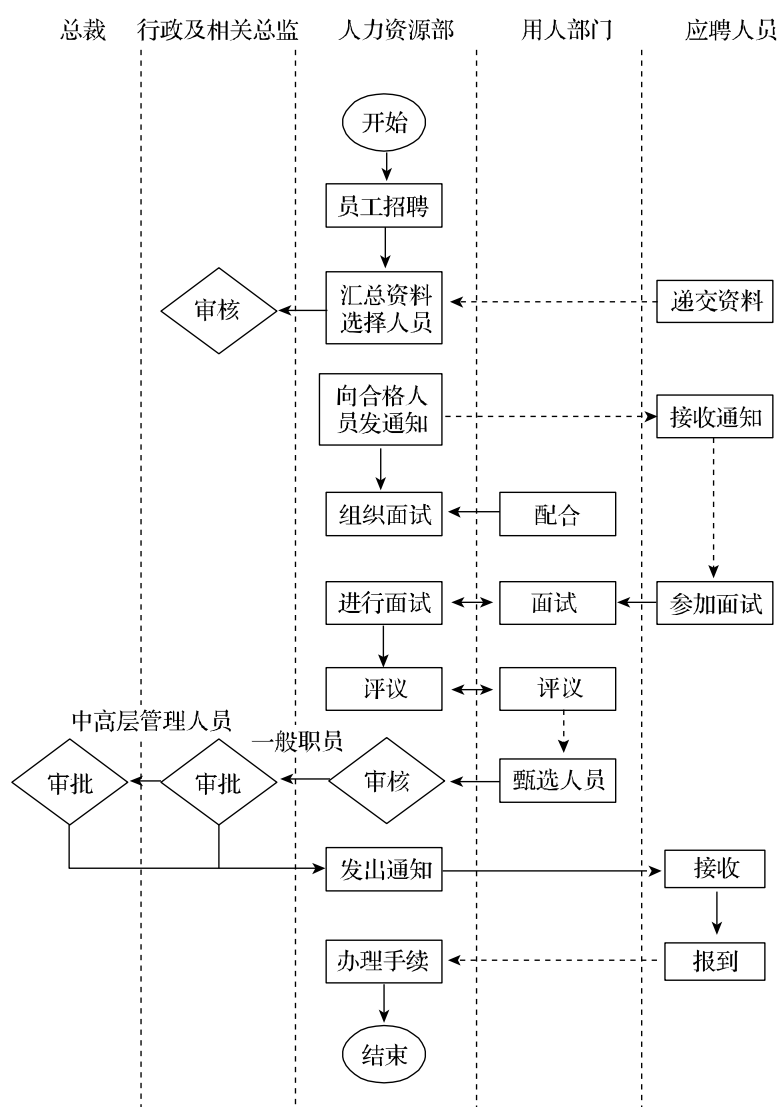 总裁
行政及相关总监
人力资源部
用人部门
应聘人员
开始
员工招聘
审核
汇总资料
选择人员
递交资料
向合格人
员发通知
接收通知
组织面试
配合
进行面试
面试
参加面试
评议
评议
中高层管理人员
一般职员
审批
审批
审核
甄选人员
发出通知
接收
办理手续
报到
结束